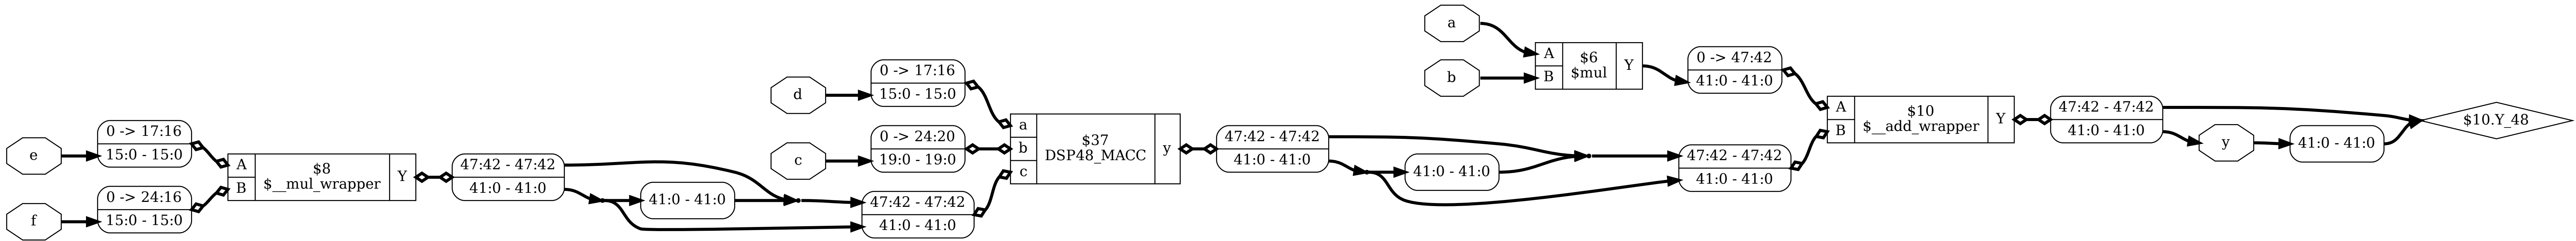 e
f
0 -> 17:16
15:0 - 15:0
0 -> 24:16
15:0 - 15:0
A
B
$8
$__mul_wrapper
Y
47:42 - 47:42
41:0 - 41:0
41:0 - 41:0
d
c
0 -> 17:16
15:0 - 15:0
0 -> 24:20
19:0 - 19:0
47:42 - 47:42
41:0 - 41:0
a
b
c
$37
DSP48_MACC
y
47:42 - 47:42
41:0 - 41:0
41:0 - 41:0
a
b
A
B
$6
$mul
Y
0 -> 47:42
41:0 - 41:0
47:42 - 47:42
41:0 - 41:0
A
B
$10
$__add_wrapper
Y
47:42 - 47:42
41:0 - 41:0
y
41:0 - 41:0
$10.Y_48